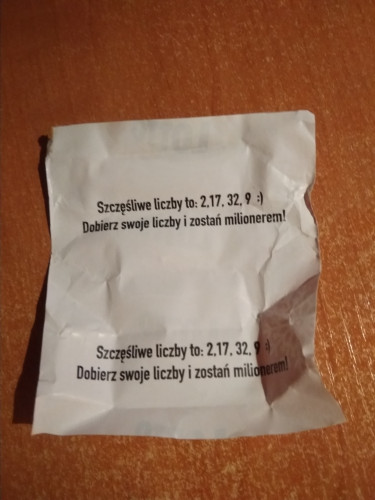 Szczęśliwe liczby to: 2,17, 32, 9 :)
Dobierz swoje liczby i zostań milionerem!
Szczęśliwe liczby to: 2,17, 32, 9 :)
Dobierz swoje liczby i zostań milionerem!